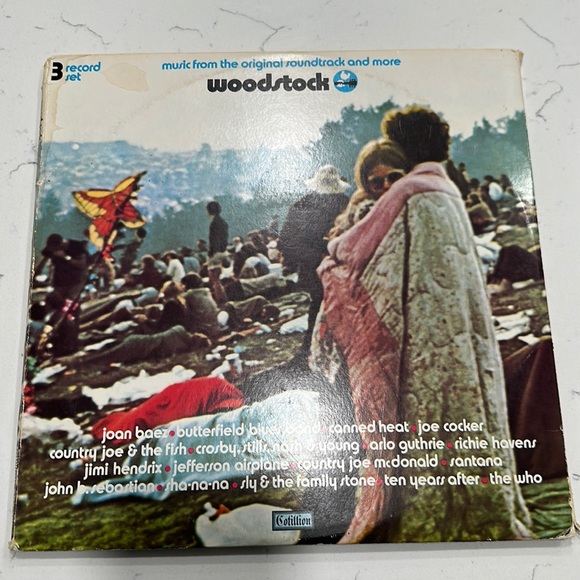 3 record set
music from the original soundtrack and more
woodstock
joan baez • butterfield blues band • canned heat • joe cocker
country joe & the fish • crosby, stills, nash & young • arlo guthrie • richie havens
jimi hendrix • jefferson airplane • country joe mcdonald • santana
john b. sebastian • sha-na-na • sly & the family stone • ten years after • the who
Cotillion